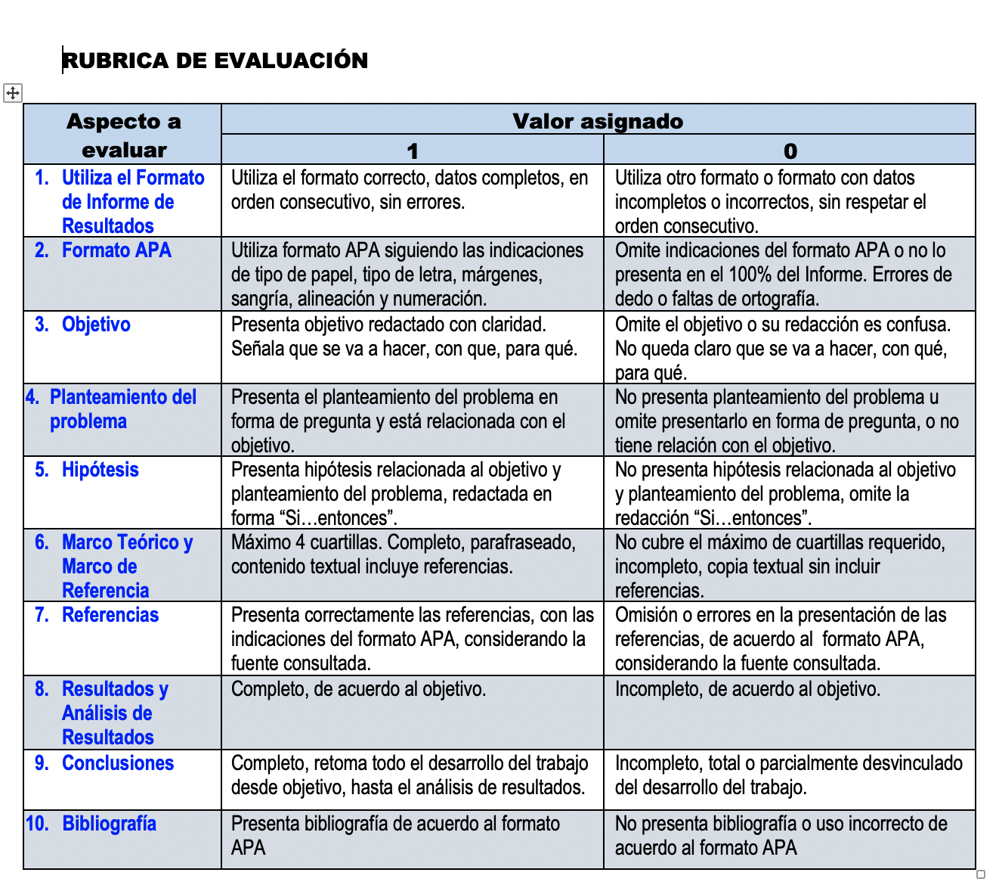 RUBRICA DE EVALUACIÓN
Aspecto a
evaluar
Valor asignado
1
0
1. Utiliza el Formato
de Informe de
Resultados
Utiliza el formato correcto, datos completos, en
orden consecutivo, sin errores.
Utiliza otro formato o formato con datos
incompletos o incorrectos, sin respetar el
orden consecutivo.
2. Formato APA
Utiliza formato APA siguiendo las indicaciones
de tipo de papel, tipo de letra, márgenes,
sangría, alineación y numeración.
Omite indicaciones del formato APA o no lo
presenta en el 100% del Informe. Errores de
dedo o faltas de ortografía.
3. Objetivo
Presenta objetivo redactado con claridad.
Señala que se va a hacer, con que, para qué.
Omite el objetivo o su redacción es confusa.
No queda claro que se va a hacer, con qué,
para qué.
4. Planteamiento del
problema
Presenta el planteamiento del problema en
forma de pregunta y está relacionada con el
objetivo.
No presenta planteamiento del problema u
omite presentarlo en forma de pregunta, o no
tiene relación con el objetivo.
5. Hipótesis
Presenta hipótesis relacionada al objetivo y
planteamiento del problema, redactada en
forma “Si…entonces”.
No presenta hipótesis relacionada al objetivo
y planteamiento del problema, omite la
redacción “Si…entonces”.
6. Marco Teórico y
Marco de
Referencia
Máximo 4 cuartillas. Completo, parafraseado,
contenido textual incluye referencias.
No cubre el máximo de cuartillas requerido,
incompleto, copia textual sin incluir
referencias.
7. Referencias
Presenta correctamente las referencias, con las
indicaciones del formato APA, considerando la
fuente consultada.
Omisión o errores en la presentación de las
referencias, de acuerdo al  formato APA,
considerando la fuente consultada.
8. Resultados y
Análisis de
Resultados
Completo, de acuerdo al objetivo.
Incompleto, de acuerdo al objetivo.
9. Conclusiones
Completo, retoma todo el desarrollo del trabajo
desde objetivo, hasta el análisis de resultados.
Incompleto, total o parcialmente desvinculado
del desarrollo del trabajo.
10. Bibliografía
Presenta bibliografía de acuerdo al formato
APA
No presenta bibliografía o uso incorrecto de
acuerdo al formato APA